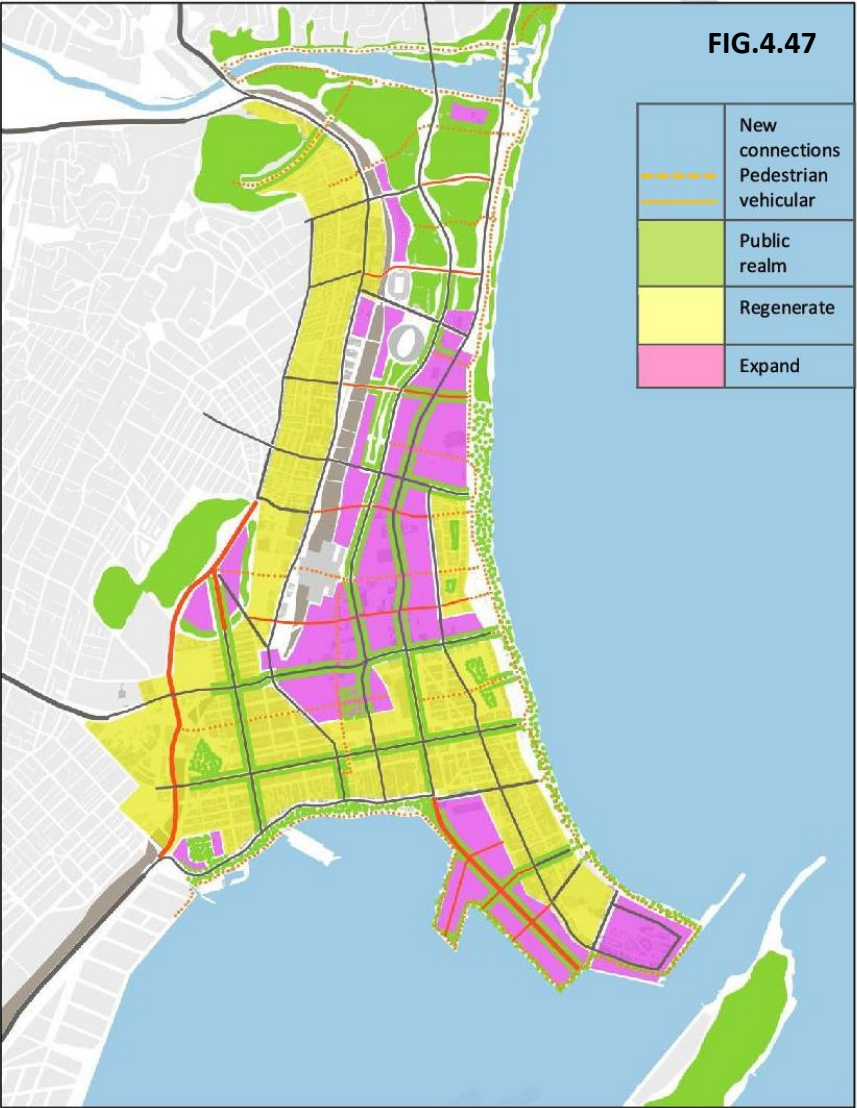 FIG.4.47
New
connections
Pedestrian
vehicular
Public
realm
Regenerate
Expand